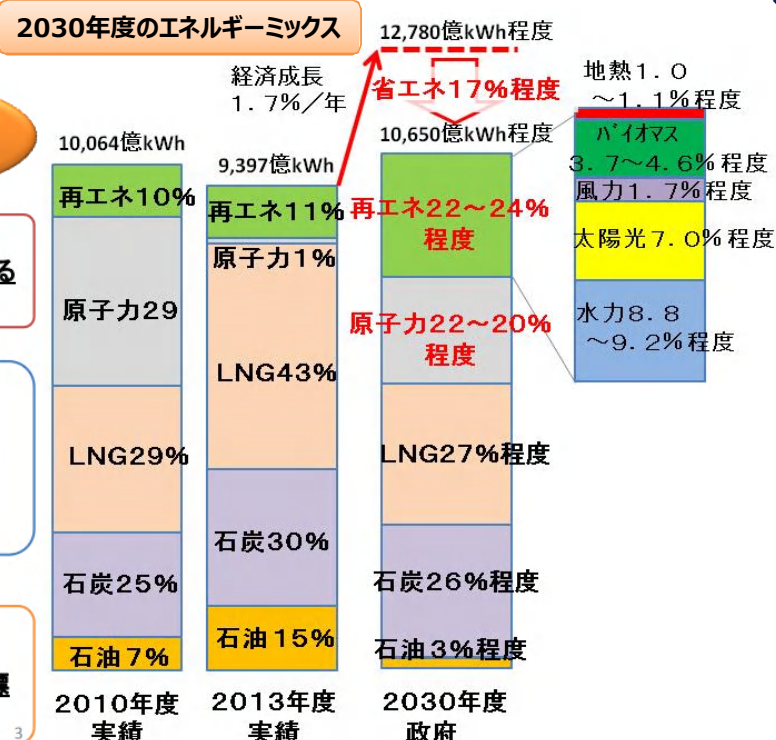 2030年度のエネルギーミックス
12,780億kWh程度
経済成長
1.7%/年
省エネ17%程度
10,064億kWh
9,397億kWh
10,650億kWh程度
再エネ10%
原子力29
LNG29%
石炭25%
石油7%
2010年度
実績
再エネ11%
原子力1%
LNG43%
石炭30%
石油15%
2013年度
実績
再エネ22~24%
程度
原子力22~20%
程度
LNG27%程度
石炭26%程度
石油3%程度
2030年度
政府
地熱1.0
~1.1%程度
バイオマス
3.7~4.6%程度
風力1.7%程度
太陽光7.0%程度
水力8.8
~9.2%程度
る
3